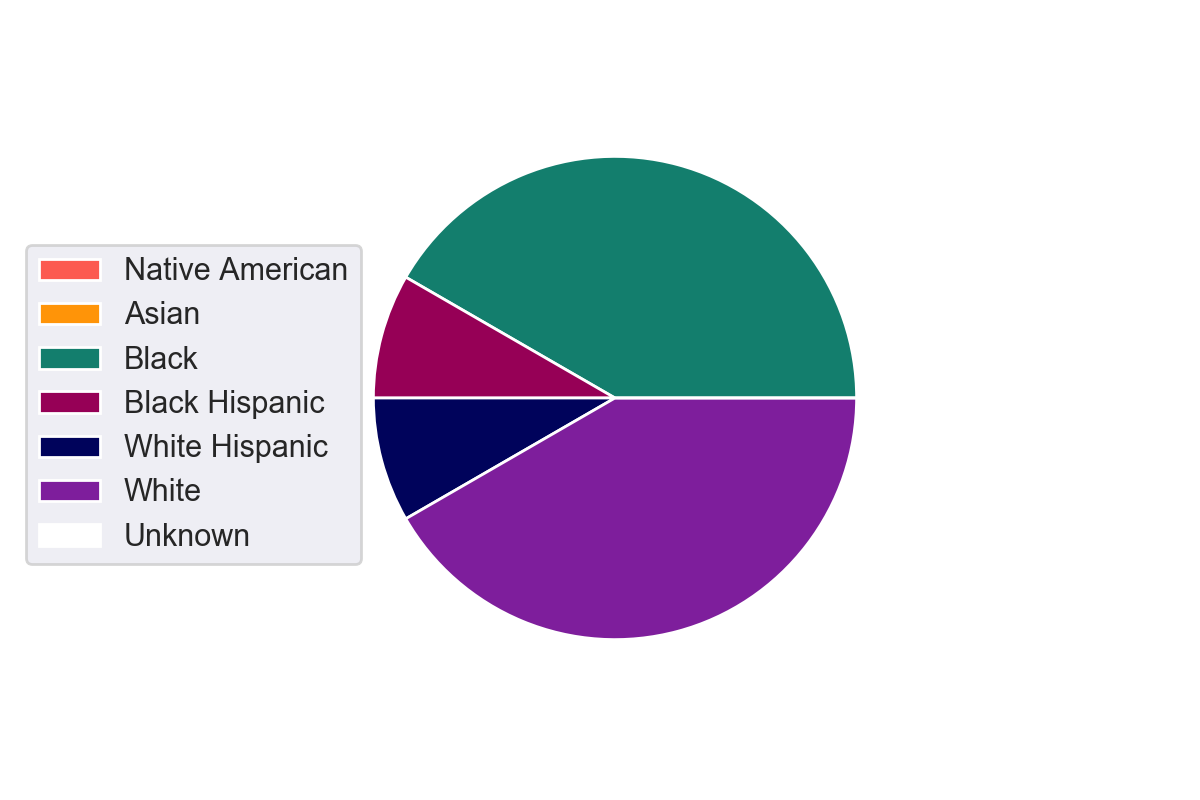 Native American
Asian
Black
Black Hispanic
White Hispanic
White
Unknown